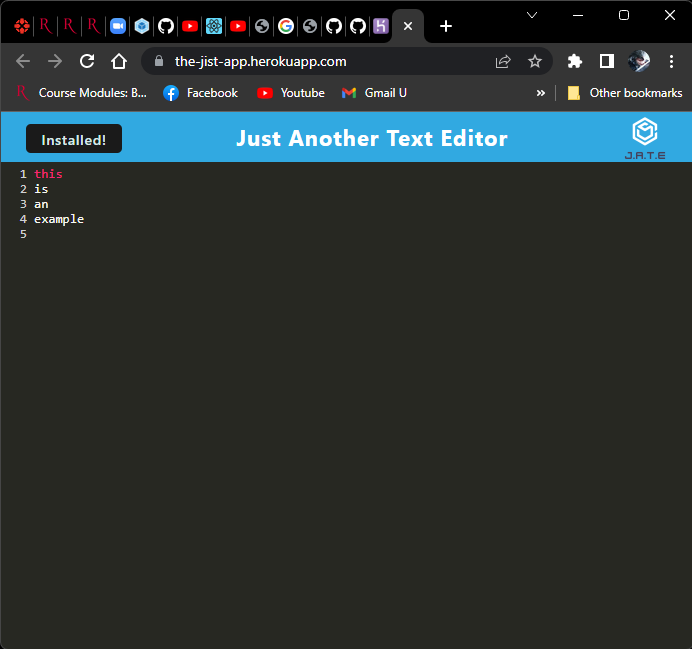 the-jist-app.herokuapp.com
Course Modules: B... Facebook Youtube Gmail U » Other bookmarks
Installed! Just Another Text Editor
J.A.T.E
1 this
2 is
3 an
4 example
5